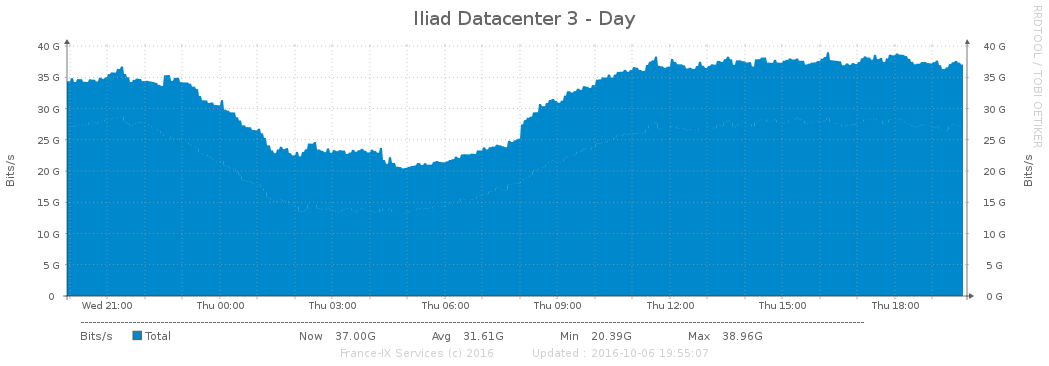 Iliad Datacenter 3 - Day
RRDTOOL / TOBI OETIKER
40 G 40 G
35 G 35 G
30 G 30 G
25 G 25 G
20 G 20 G
15 G 15 G
10 G 10 G
5 G 5 G
0 0 G
Bits/s
Bits/s
Wed 21:00 Thu 00:00 Thu 03:00 Thu 06:00 Thu 09:00 Thu 12:00 Thu 15:00 Thu 18:00
Bits/s Total Now 37.00G Avg 31.61G Min 20.39G Max 38.96G
France-IX Services (c) 2016 Updated : 2016-10-06 19:55:07